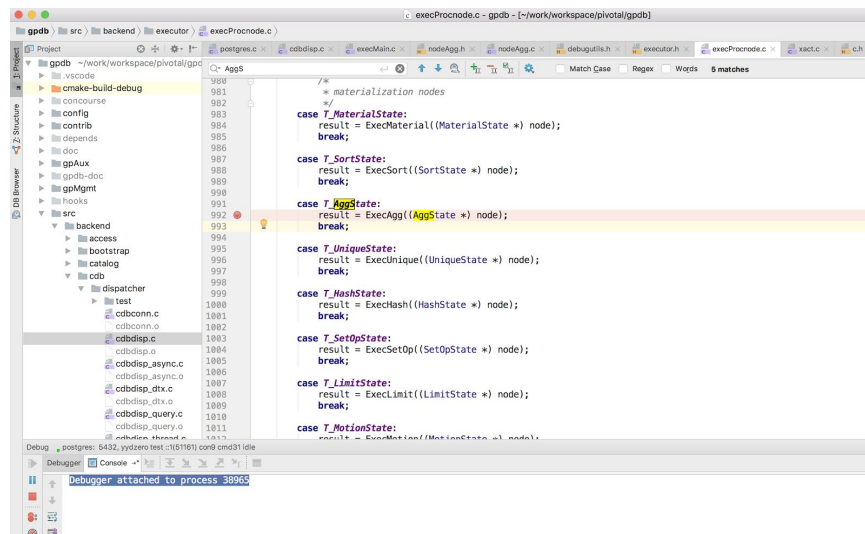 execProcnode.c - gpdb - [~/work/workspace/pivotal/gpdb]
gpdb src backend executor execProcnode.c
Project
postgres.c cdbdisp.c execMain.c nodeAgg.h nodeAgg.c debugutils.h executor.h execProcnode.c xact.c c.h
1: Project
Z: Structure
DB Browser
gpdb ~/work/workspace/pivotal/gpd
.vscode
cmake-build-debug
concourse
config
contrib
depends
doc
gpAux
gpdb-doc
gpMgmt
hooks
src
backend
access
bootstrap
catalog
cdb
dispatcher
test
cdbconn.c
cdbconn.o
cdbdisp.c
cdbdisp.o
cdbdisp_async.c
cdbdisp_async.o
cdbdisp_dtx.c
cdbdisp_dtx.o
cdbdisp_query.c
cdbdisp_query.o
cdbdisp_thread.c
AggS Match Case Regex Words 5 matches
980 /*
981 * materialization nodes
982 */
983 case T_MaterialState:
984 result = ExecMaterial((MaterialState *) node);
985 break;
986
987 case T_SortState:
988 result = ExecSort((SortState *) node);
989 break;
990
991 case T_AggState:
992 result = ExecAgg((AggState *) node);
993 break;
994
995 case T_UniqueState:
996 result = ExecUnique((UniqueState *) node);
997 break;
998
999 case T_HashState:
1000 result = ExecHash((HashState *) node);
1001 break;
1002
1003 case T_SetOpState:
1004 result = ExecSetOp((SetOpState *) node);
1005 break;
1006
1007 case T_LimitState:
1008 result = ExecLimit((LimitState *) node);
1009 break;
1010
1011 case T_MotionState:
1012 result = ExecMotion((MotionState *) node);
Debug postgres: 5432, yydzero test ::1(51161) con9 cmd31 idle
Debugger Console
Debugger attached to process 38965